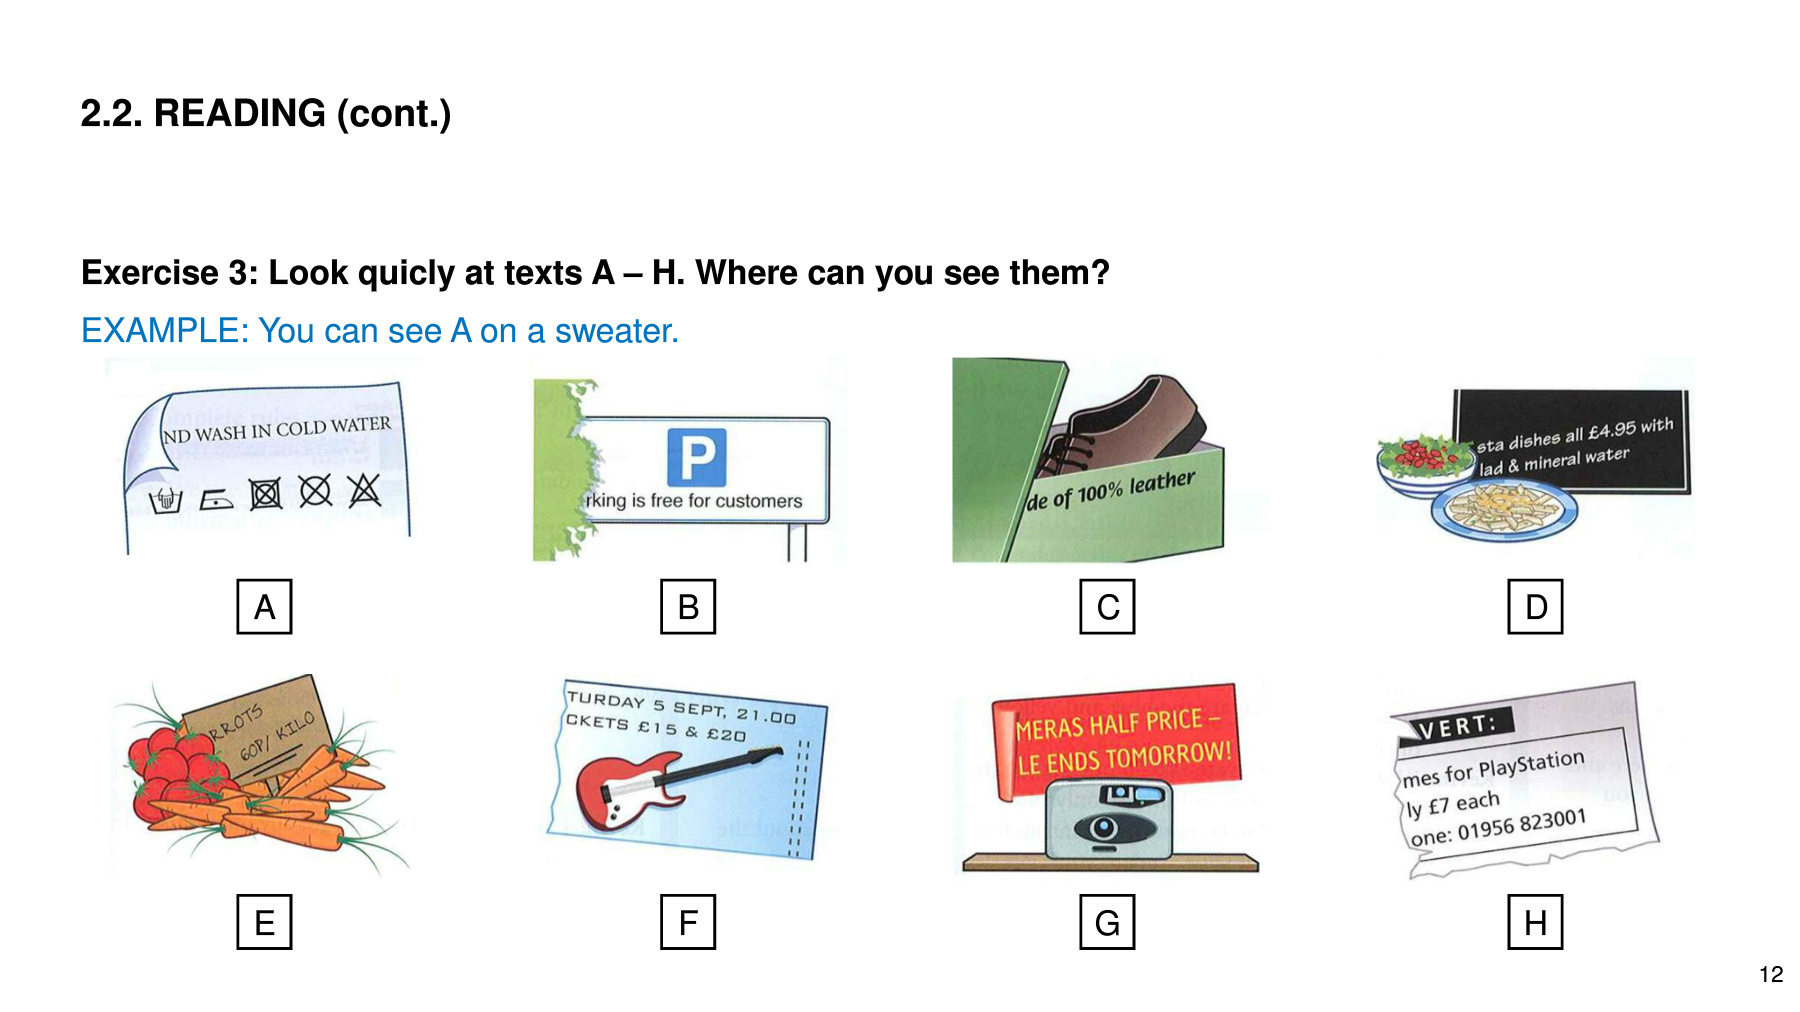 2.2. READING (cont.)
Exercise 3: Look quicly at texts A – H. Where can you see them?
EXAMPLE: You can see A on a sweater.
ND WASH IN COLD WATER
P
rking is free for customers
de of 100% leather
sta dishes all £4.95 with
lad & mineral water
A
B
C
D
RROTS
60P/ KILO
TURDAY 5 SEPT, 21.00
CKETS £15 & £20
MERAS HALF PRICE –
LE ENDS TOMORROW!
VERT:
mes for PlayStation
ly £7 each
one: 01956 823001
E
F
G
H
12